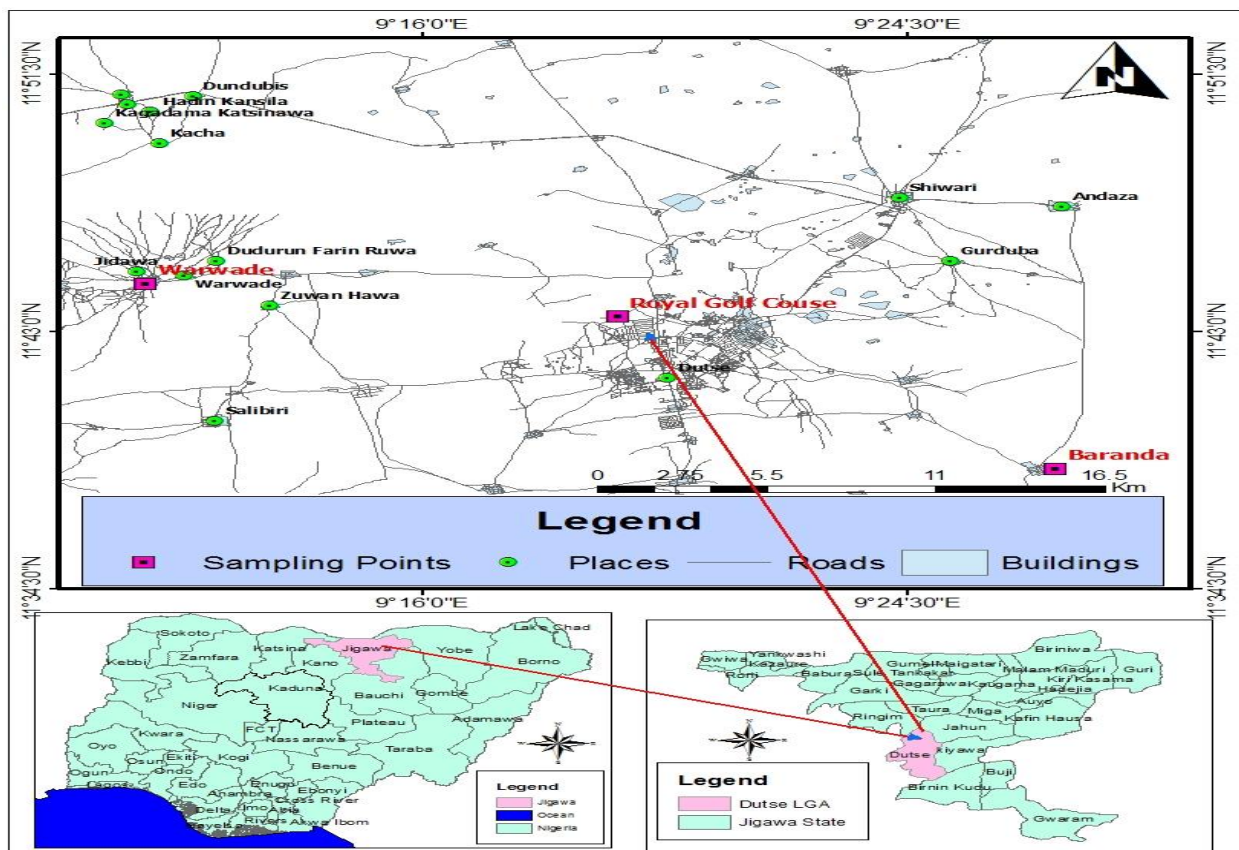 9°16'0"E 9°24'30"E
11°51'30"N
11°51'30"N
Dundubis
Hadin Kansila
Kagadama Katsinawa
Kacha
N
Shiwari
Andaza
Dudurun Farin Ruwa
Gurduba
Jidawa
Warwade
Warwade
Zuwan Hawa
Royal Golf Couse
11°43'0"N
11°43'0"N
Dutse
Salibiri
Baranda
0 2.75 5.5 11 16.5
Km
Legend
Sampling Points Places Roads Buildings
11°34'30"N
11°34'30"N
9°16'0"E 9°24'30"E
Sokoto
Katsina
Jigawa
Lake Chad
Kebbi
Zamfara
Kano
Yobe
Borno
Kaduna
Bauchi
Gombe
Niger
Adamawa
Plateau
FCT
Kwara
Nassarawa
Taraba
Oyo
Kogi
Benue
Osun
Ekiti
Ogun
Ondo
Lagos
Edo
Enugu
Anambra
Ebonyi
Cross River
Delta
Imo
Abia
Rivers
Akwa Ibom
Legend
Jigawa
Ocean
Nigeria
Biriniwa
Gwiwa
Yankwashi
Kazaure
Roni
Babura
Sule
Tankakar
Gumel
Maigatari
Malam Maduri
Guri
Kiri Kasama
Garki
Gagarawa
Kaugama
Hadejia
Auyo
Ringim
Taura
Miga
Kafin Hausa
Jahun
Dutse
kiyawa
Buji
Birnin Kudu
Gwaram
Legend
Dutse LGA
Jigawa State